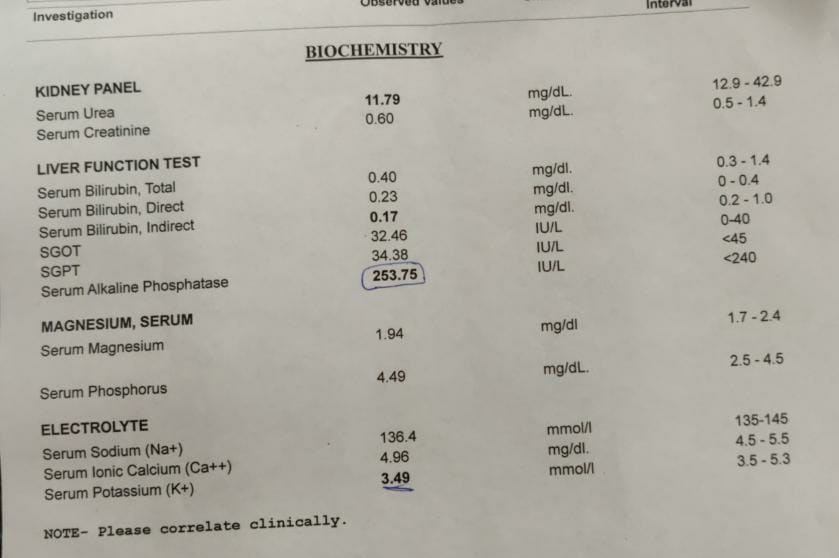 Observed Values Interval
Investigation
BIOCHEMISTRY
KIDNEY PANEL
Serum Urea 11.79 mg/dL. 12.9 - 42.9
Serum Creatinine 0.60 mg/dL. 0.5 - 1.4
LIVER FUNCTION TEST
Serum Bilirubin, Total 0.40 mg/dl. 0.3 - 1.4
Serum Bilirubin, Direct 0.23 mg/dl. 0 - 0.4
Serum Bilirubin, Indirect 0.17 mg/dl. 0.2 - 1.0
SGOT 32.46 IU/L 0-40
SGPT 34.38 IU/L <45
Serum Alkaline Phosphatase 253.75 IU/L <240
MAGNESIUM, SERUM
Serum Magnesium 1.94 mg/dl 1.7 - 2.4
Serum Phosphorus 4.49 mg/dL. 2.5 - 4.5
ELECTROLYTE
Serum Sodium (Na+) 136.4 mmol/l 135-145
Serum Ionic Calcium (Ca++) 4.96 mg/dl. 4.5 - 5.5
Serum Potassium (K+) 3.49 mmol/l 3.5 - 5.3
NOTE- Please correlate clinically.